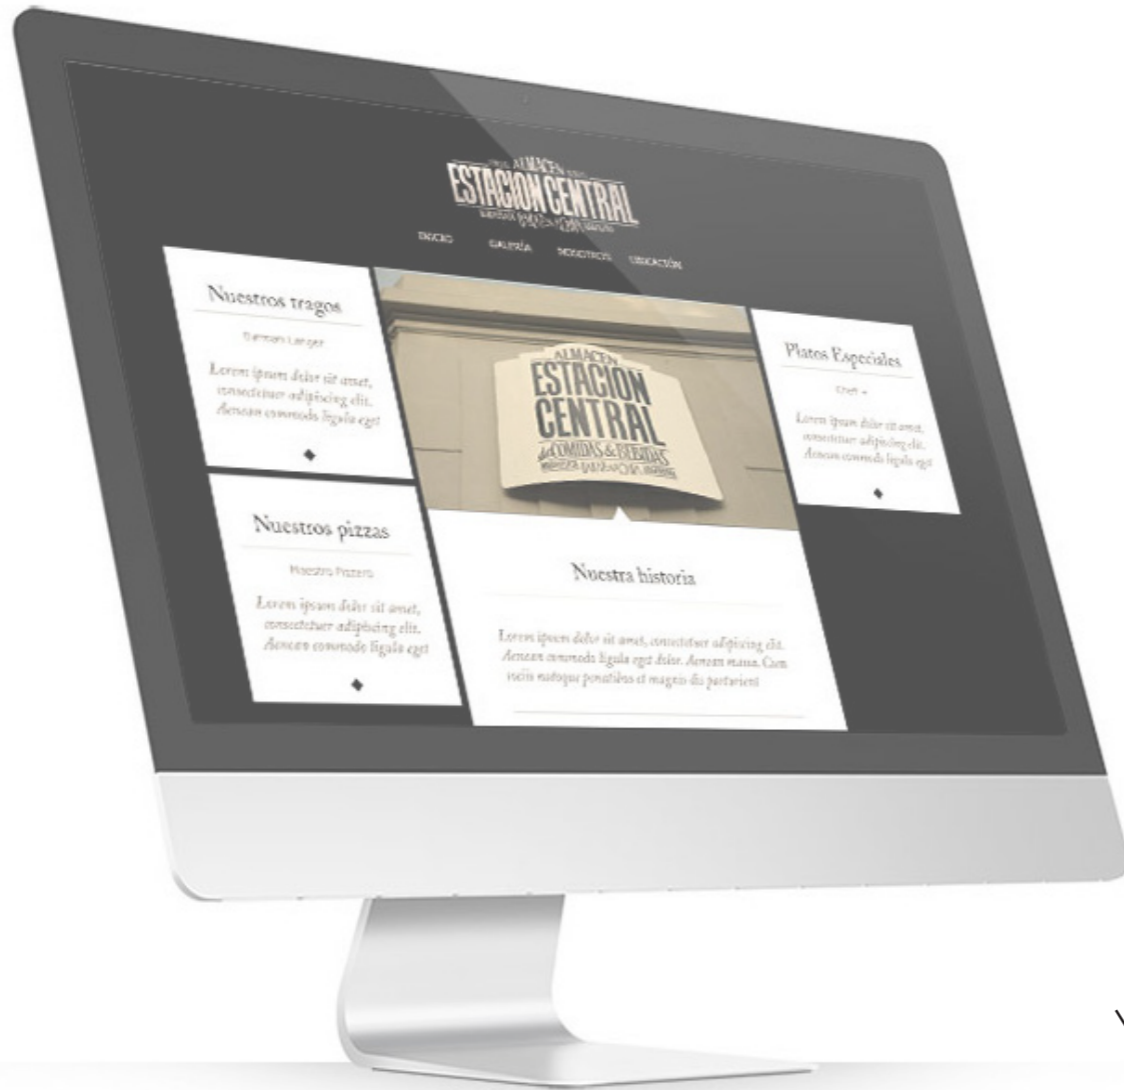 ALMACEN
ESTACION CENTRAL
INICIO GALERÍA NOSOTROS UBICACIÓN
Nuestros tragos
Lorem ipsum dolor sit amet,
consectetuer adipiscing elit.
Aenean commodo ligula eget
Nuestros pizzas
Maestro Pizzero
Lorem ipsum dolor sit amet,
consectetuer adipiscing elit.
Aenean commodo ligula eget
ALMACEN
ESTACIÓN
CENTRAL
de COMIDAS & BEBIDAS
Nuestra historia
Lorem ipsum dolor sit amet, consectetuer adipiscing elit.
Aenean commodo ligula eget dolor. Aenean massa. Cum
sociis natoque penatibus et magnis dis parturient
Platos Especiales
Lorem ipsum dolor sit amet,
consectetuer adipiscing elit.
Aenean commodo ligula eget